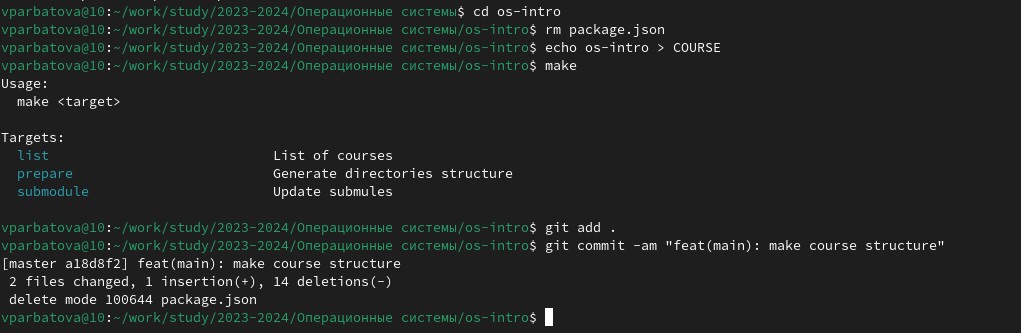 vparbatova@10:~/work/study/2023-2024/Операционные системы$ cd os-intro
vparbatova@10:~/work/study/2023-2024/Операционные системы/os-intro$ rm package.json
vparbatova@10:~/work/study/2023-2024/Операционные системы/os-intro$ echo os-intro > COURSE
vparbatova@10:~/work/study/2023-2024/Операционные системы/os-intro$ make
Usage:
  make <target>

Targets:
  list                            List of courses
  prepare                         Generate directories structure
  submodule                       Update submules

vparbatova@10:~/work/study/2023-2024/Операционные системы/os-intro$ git add .
vparbatova@10:~/work/study/2023-2024/Операционные системы/os-intro$ git commit -am "feat(main): make course structure"
[master a18d8f2] feat(main): make course structure
 2 files changed, 1 insertion(+), 14 deletions(-)
 delete mode 100644 package.json
vparbatova@10:~/work/study/2023-2024/Операционные системы/os-intro$